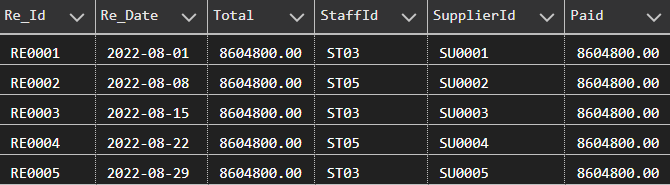 Re_Id Re_Date Total StaffId SupplierId Paid
RE0001 2022-08-01 8604800.00 ST03 SU0001 8604800.00
RE0002 2022-08-08 8604800.00 ST05 SU0002 8604800.00
RE0003 2022-08-15 8604800.00 ST03 SU0003 8604800.00
RE0004 2022-08-22 8604800.00 ST05 SU0004 8604800.00
RE0005 2022-08-29 8604800.00 ST03 SU0005 8604800.00